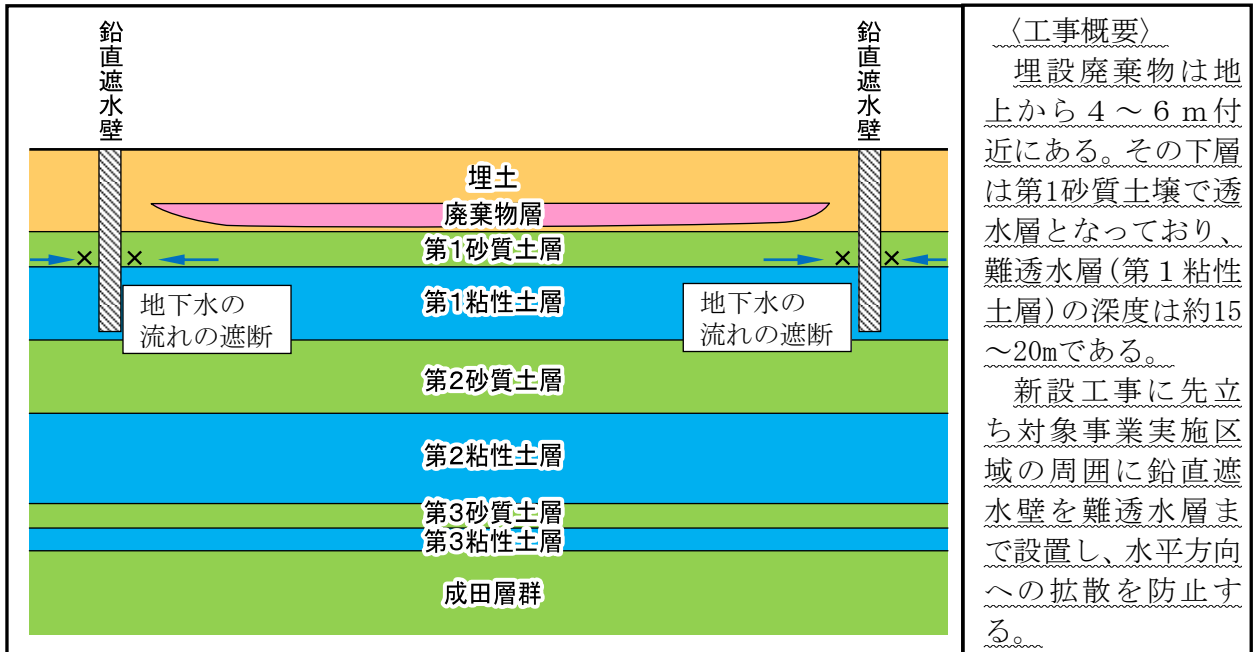 鉛直遮水壁
鉛直遮水壁
埋土
廃棄物層
第1砂質土層
地下水の
流れの遮断
第1粘性土層
地下水の
流れの遮断
第2砂質土層
第2粘性土層
第3砂質土層
第3粘性土層
成田層群
〈工事概要〉
埋設廃棄物は地
上から４～６ｍ付
近にある。その下層
は第1砂質土壌で透
水層となっており、
難透水層(第１粘性
土層)の深度は約15
～20mである。
新設工事に先立
ち対象事業実施区
域の周囲に鉛直遮
水壁を難透水層ま
で設置し、水平方向
への拡散を防止す
る。